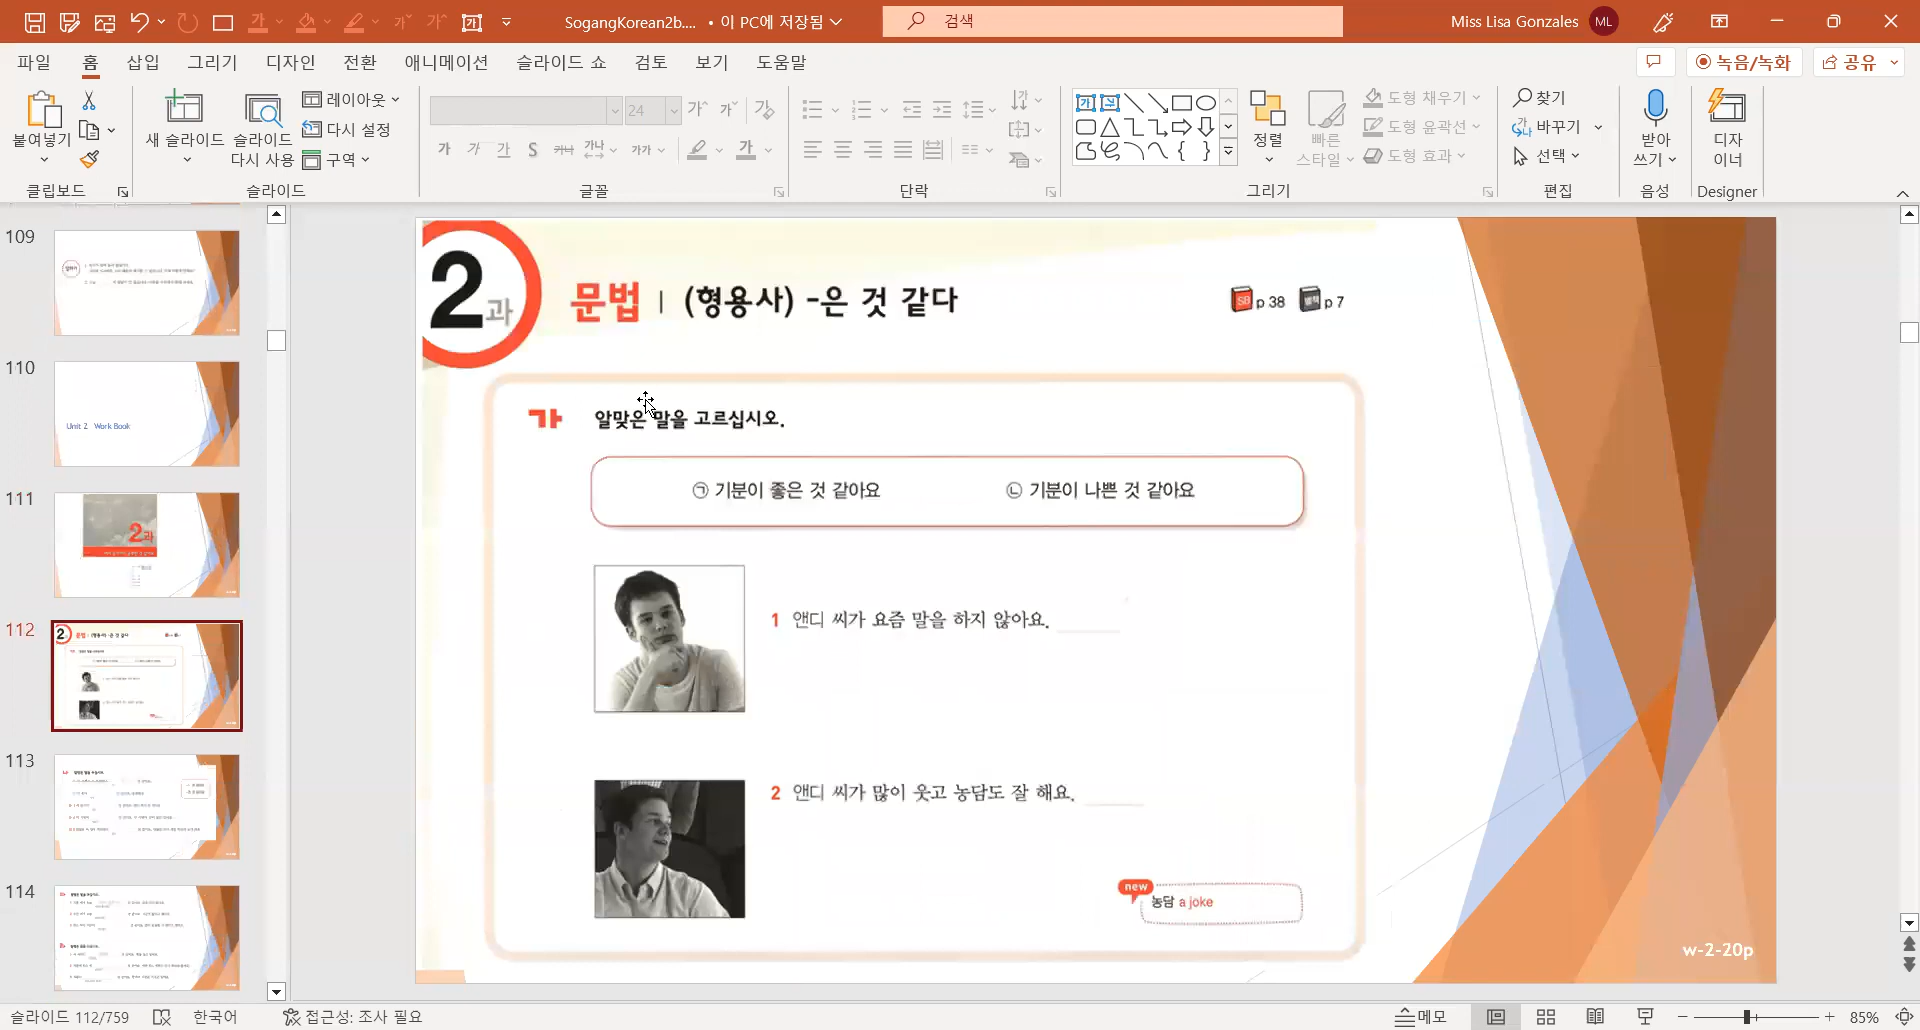 SogangKorean2b.... • 이 PC에 저장됨
검색
Miss Lisa Gonzales
ML
파일 홈 삽입 그리기 디자인 전환 애니메이션 슬라이드 쇼 검토 보기 도움말
녹음/녹화
공유
붙여넣기
클립보드
새 슬라이드
슬라이드 다시 사용
레이아웃
다시 설정
구역
슬라이드
24
글꼴
단락
정렬
빠른 스타일
도형 채우기
도형 윤곽선
도형 효과
그리기
찾기
바꾸기
선택
편집
받아쓰기
음성
디자이너
Designer
109
110
Unit 2 Work Book
111
2과
112
113
114
2과
문법 | (형용사) -은 것 같다
SB p 38
p 7
가 알맞은 말을 고르십시오.
㉠ 기분이 좋은 것 같아요 ㉡ 기분이 나쁜 것 같아요
1 앤디 씨가 요즘 말을 하지 않아요.
2 앤디 씨가 많이 웃고 농담도 잘 해요.
new
농담 a joke
w-2-20p
슬라이드 112/759
한국어
접근성: 조사 필요
메모
85%